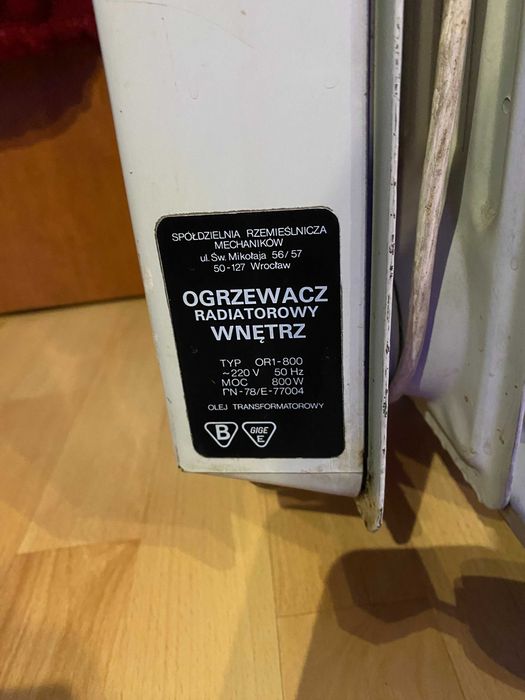 SPÓŁDZIELNIA RZEMIEŚLNICZA
MECHANIKÓW
ul. Św. Mikołaja 56/57
50-127 Wrocław
OGRZEWACZ
RADIATOROWY
WNĘTRZ
TYP OR1-800
~220 V 50 Hz
MOC 800 W
PN-78/E-77004
OLEJ TRANSFORMATOROWY
B GIGE E